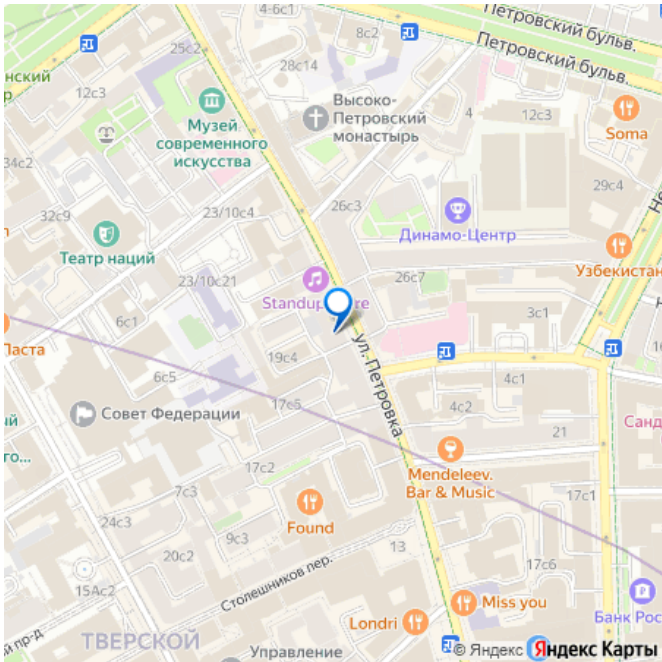 4-6с1
Петровский бульв.
8с2
25с2
Петровский бульв.
28с14
12с3
Высоко-
Петровский
монастырь
4
12с3
Музей
современного
искусства
Soma
34с2
29с4
26с3
32с9
23/10с4
Динамо-Центр
Театр наций
Узбекистан
23/10с21
26с7
Standup
6с1
3с1
Паста
ул. Петровка
19с4
6с5
4с1
Совет Федерации
17с5
4с2
21
Mendeleev.
Bar & Music
17с2
7с3
17с1
Found
24с3
9с3
13
20с2
17с6
15Ас2
Столешников пер.
Miss you
Банк Рос
Londri
ТВЕРСКОЙ
Управление
© Яндекс
Яндекс Карты